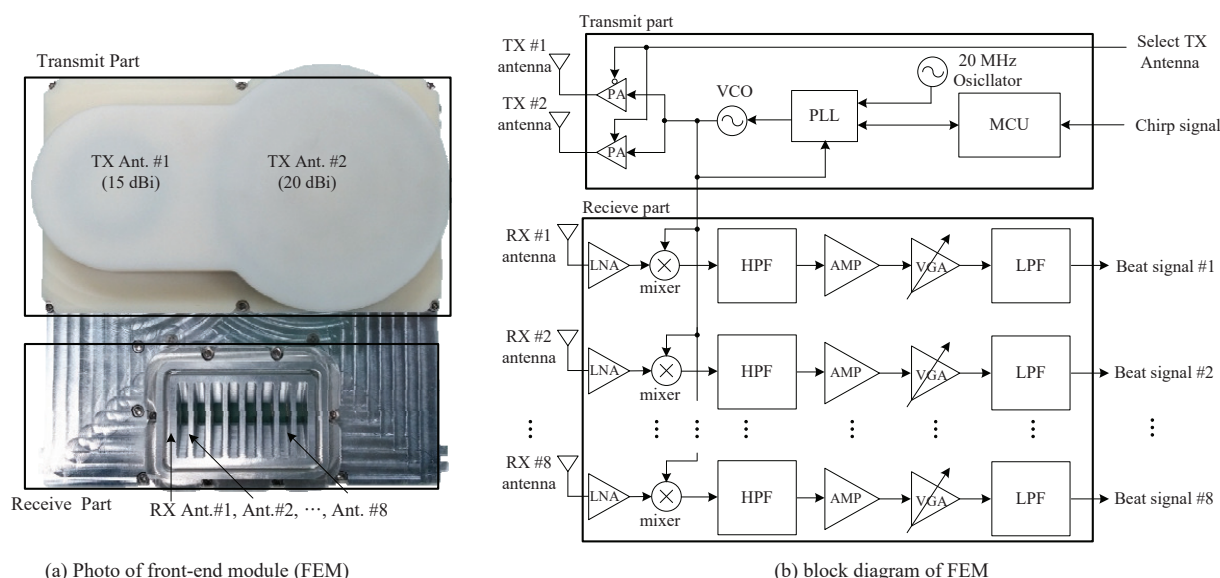 Transmit Part
TX Ant. #1
(15 dBi)
TX Ant. #2
(20 dBi)
Receive Part
RX Ant.#1, Ant.#2, ···, Ant. #8
(a) Photo of front-end module (FEM)
Transmit part
TX #1
antenna
TX #2
antenna
PA
PA
VCO
PLL
20 MHz
Osicllator
MCU
Select TX
Antenna
Chirp signal
Recieve part
RX #1
antenna
LNA
mixer
HPF
AMP
VGA
LPF
Beat signal #1
RX #2
antenna
LNA
mixer
HPF
AMP
VGA
LPF
Beat signal #2
RX #8
antenna
LNA
mixer
HPF
AMP
VGA
LPF
Beat signal #8
(b) block diagram of FEM